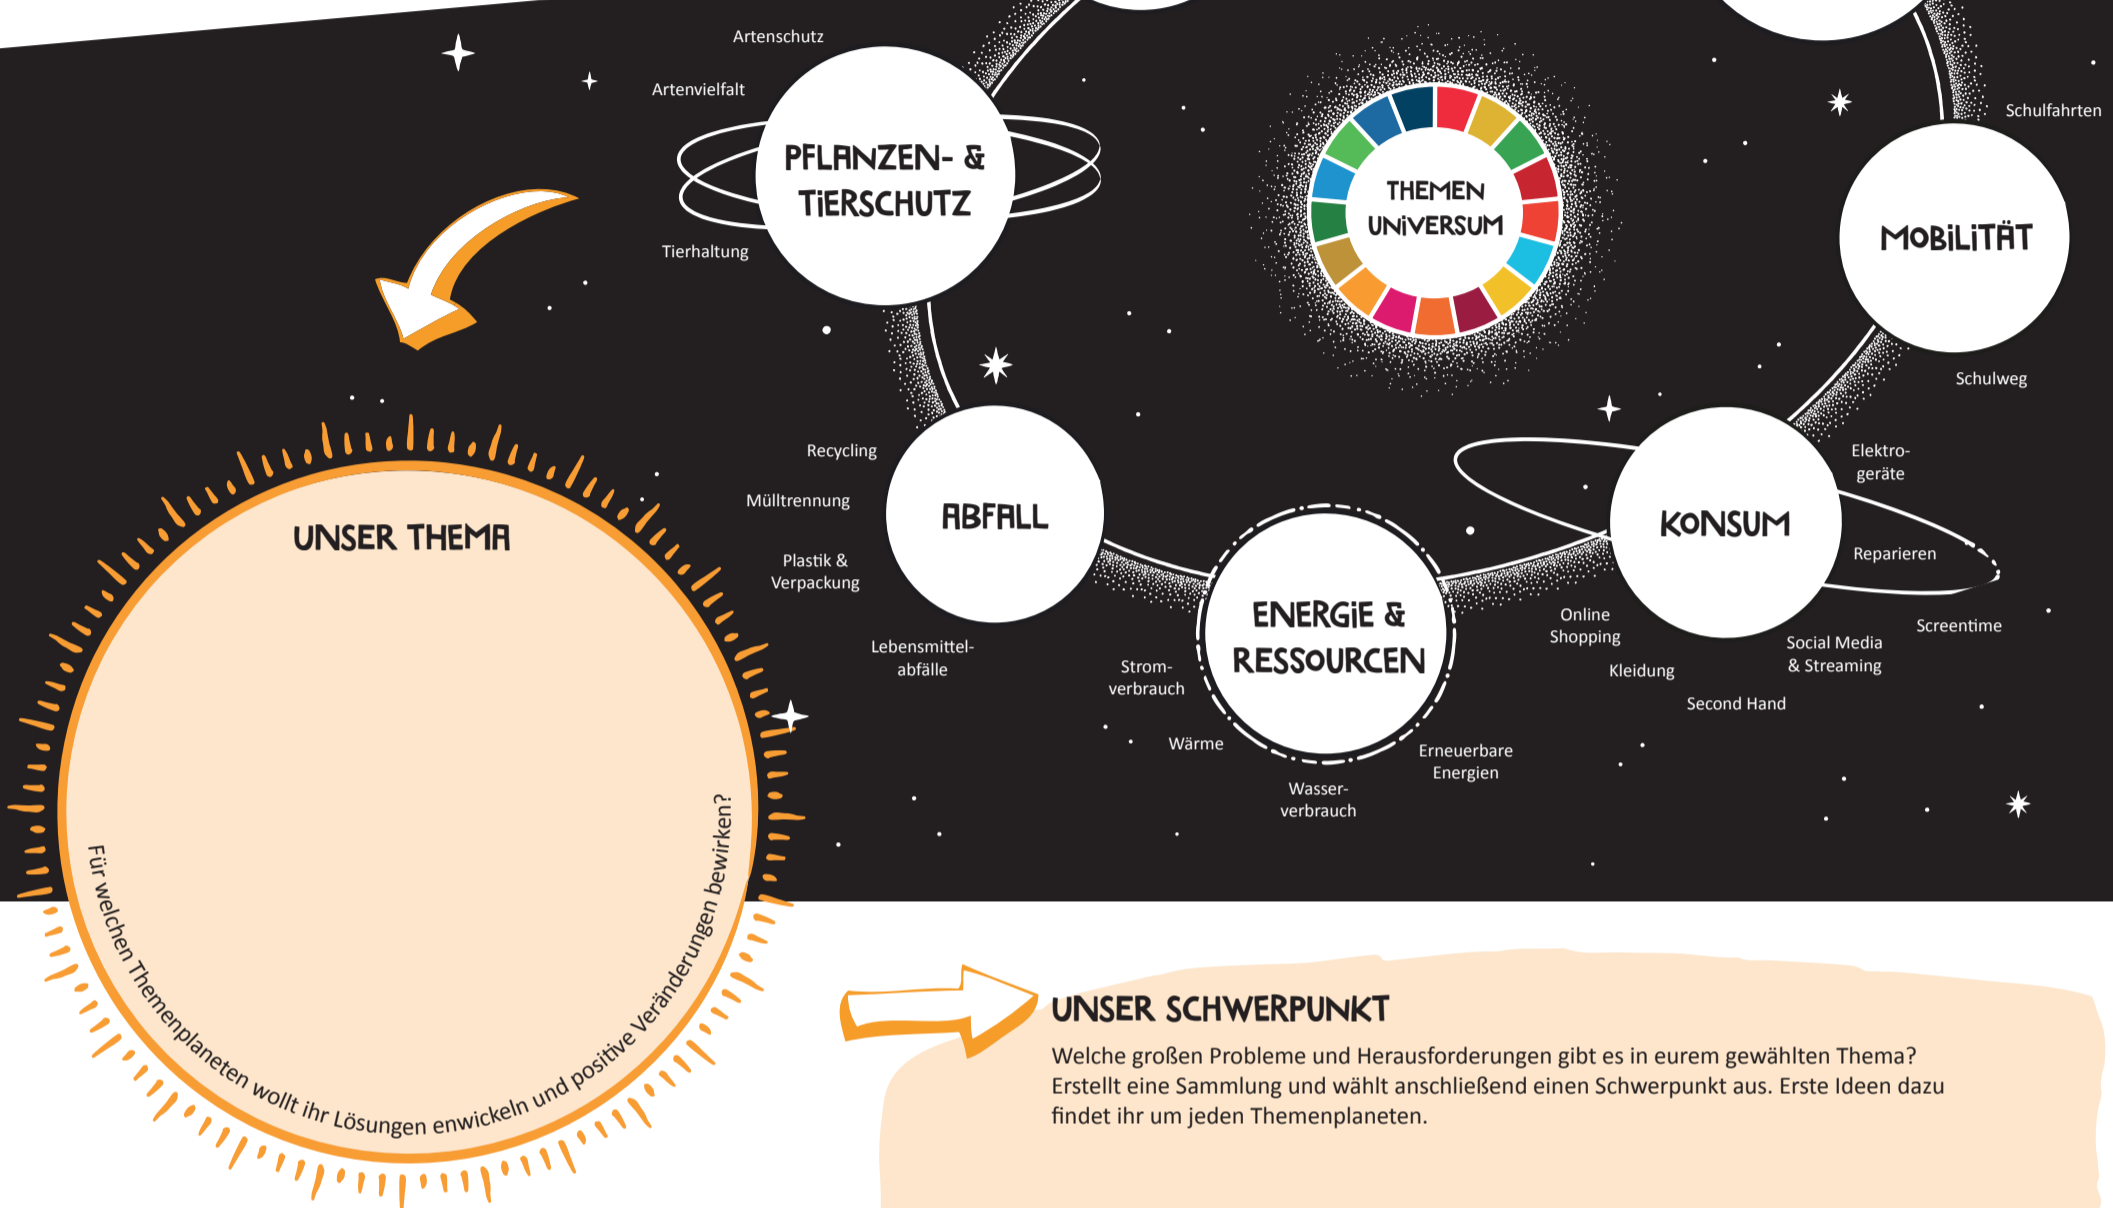 Artenschutz
Artenvielfalt
PFLANZEN- &
TiERSCHUTZ
Tierhaltung
THEMEN
UNiVERSUM
Schulfahrten
MOBiLiTÄT
Schulweg
Recycling
Mülltrennung
Plastik &
Verpackung
Lebensmittel-
abfälle
ABFALL
ENERGiE &
RESSOURCEN
Strom-
verbrauch
Wärme
Wasser-
verbrauch
Erneuerbare
Energien
KONSUM
Elektro-
geräte
Reparieren
Screentime
Social Media
& Streaming
Second Hand
Kleidung
Online
Shopping
UNSER THEMA
Für welchen Themenplaneten wollt ihr Lösungen enwickeln und positive Veränderungen bewirken?
UNSER SCHWERPUNKT
Welche großen Probleme und Herausforderungen gibt es in eurem gewählten Thema?
Erstellt eine Sammlung und wählt anschließend einen Schwerpunkt aus. Erste Ideen dazu
findet ihr um jeden Themenplaneten.